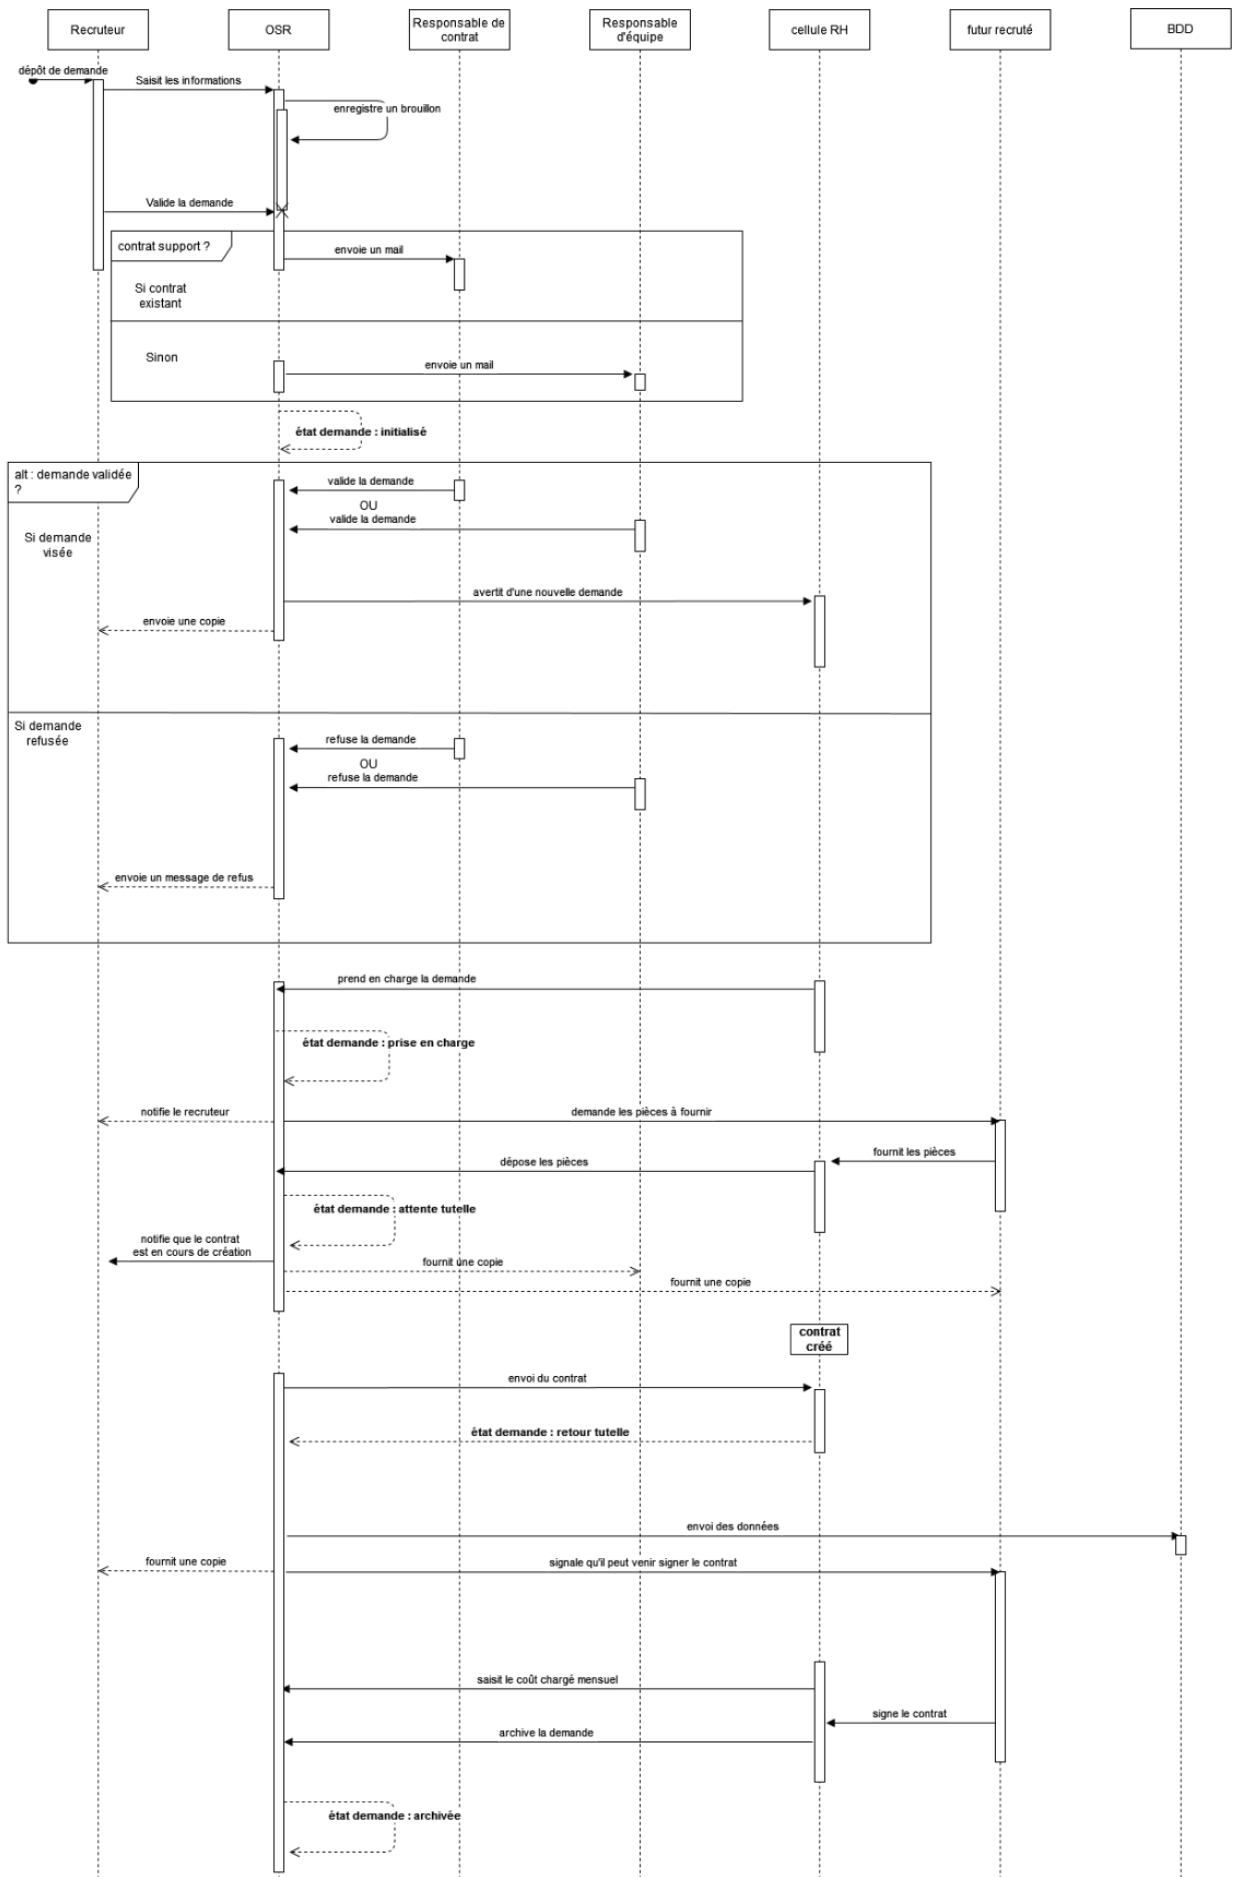 Recruteur
OSR
Responsable de
contrat
Responsable
d'équipe
cellule RH
futur recruté
BDD
dépôt de demande
Saisit les informations
enregistre un brouillon
Valide la demande
contrat support ?
envoie un mail
Si contrat
existant
Sinon
envoie un mail
état demande : initialisé
alt : demande validée
?
valide la demande
OU
valide la demande
Si demande
visée
avertit d'une nouvelle demande
envoie une copie
Si demande
refusée
refuse la demande
OU
refuse la demande
envoie un message de refus
prend en charge la demande
état demande : prise en charge
notifie le recruteur
demande les pièces à fournir
fournit les pièces
dépose les pièces
état demande : attente tutelle
notifie que le contrat
est en cours de création
fournit une copie
fournit une copie
contrat
créé
envoi du contrat
état demande : retour tutelle
envoi des données
fournit une copie
signale qu'il peut venir signer le contrat
saisit le coût chargé mensuel
signe le contrat
archive la demande
état demande : archivée